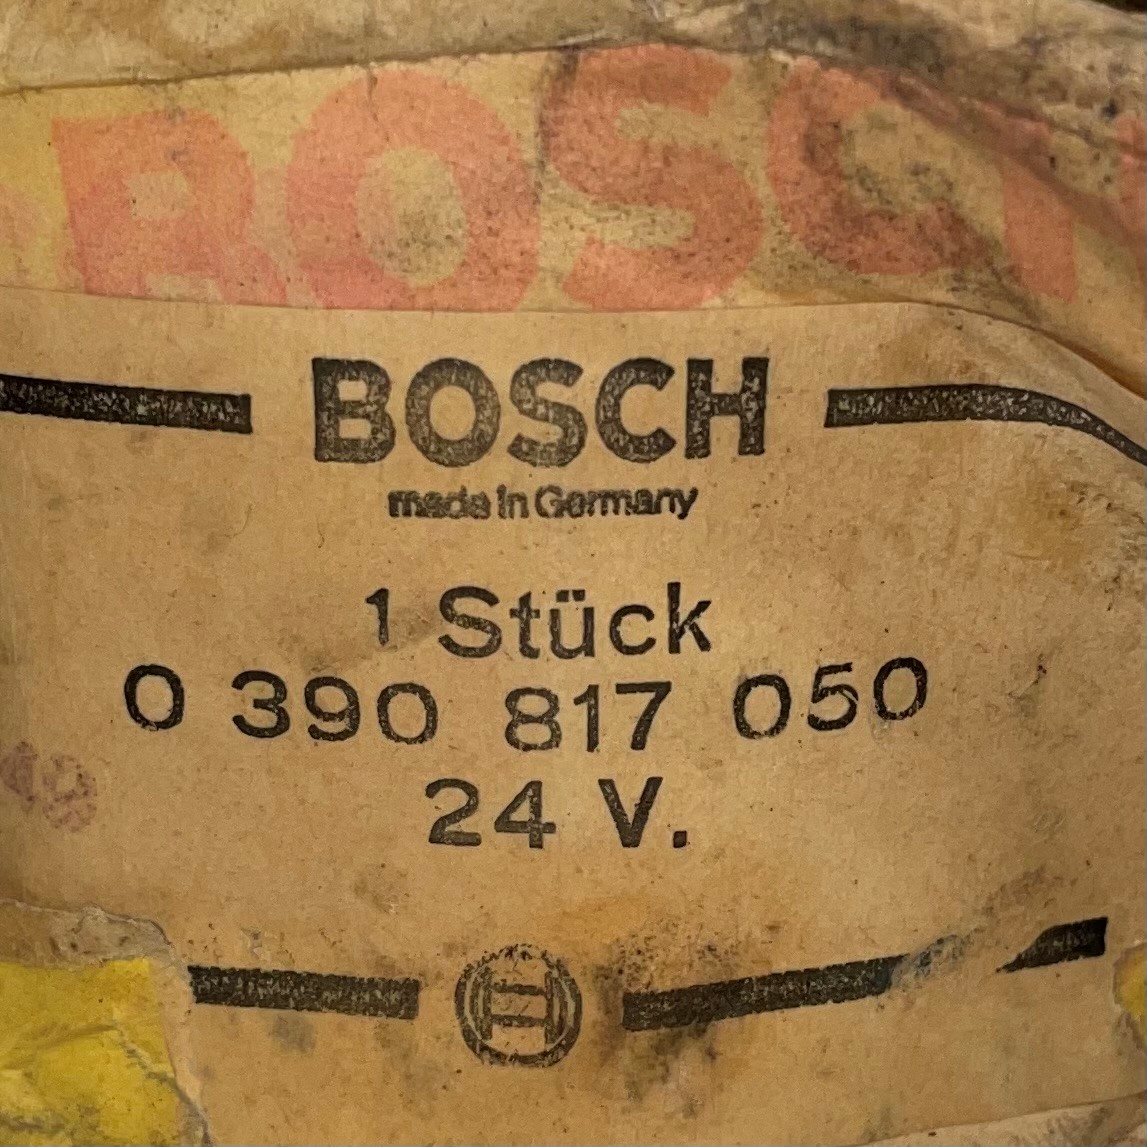 BOSCH
BOSCH
made in Germany
1 Stück
0 390 817 050
24 V.